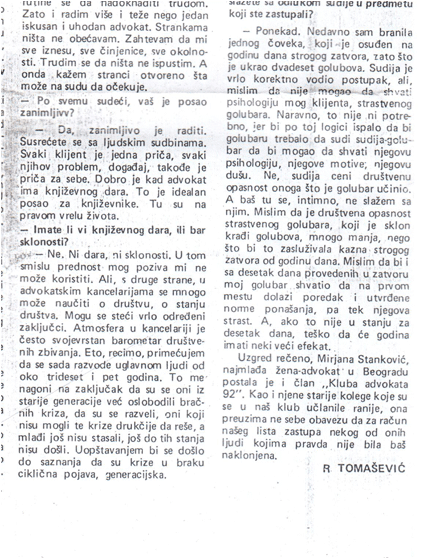 rutine se da nadoknaditi trudom.
Zato i radim više i teže nego jedan
iskusan i uhodan advokat. Strankama
ništa ne obećavam. Zahtevam da mi
sve iznesu, sve činjenice, sve okolno-
sti. Trudim se da ništa ne ispustim. A
onda kažem stranci otvoreno šta
može na sudu da očekuje.
— Po svemu sudeći, vaš je posao
zanimljivv?
— Da, zanimljivo je raditi.
Susrećete se sa ljudskim sudbinama.
Svaki klijent je jedna priča, svaki
njihov problem, događaj, takođe je
priča za sebe. Dobro je kad advokat
ima književnog dara. To je idealan
posao za književnike. Tu su na
pravom vrelu života.
— Imate li vi književnog dara, ili bar
sklonosti?
— Ne. Ni dara, ni sklonosti. U tom
smislu prednost mog poziva mi ne
može koristiti. Ali, s druge strane, u
advokatskim kancelarijama se mnogo
može naučiti o društvu, o stanju
društva. Mogu se steći vrlo određeni
zaključci. Atmosfera u kancelariji je
često svojevrstan barometar društve-
nih zbivanja. Eto, recimo, primećujem
da se sada razvode uglavnom ljudi od
oko trideset i pet godina. To me
nagoni na zaključak da su se oni iz
starije generacije već oslobodili brač-
nih kriza, da su se razveli, oni koji
nisu mogli te krize drukčije da reše, a
mlađi još nisu stasali, još do tih stanja
nisu došli. Uopštavanjem bi se došlo
do saznanja da su krize u braku
ciklična pojava, generacijska.
slažete sa odlukom sudije u predmetu
koji ste zastupali?
— Ponekad. Nedavno sam branila
jednog čoveka, koji je osuđen na
godinu dana strogog zatvora, zato što
je ukrao dvadeset golubova. Sudija je
vrlo korektno vodio postupak, ali,
mislim da nije mogao da shvati
psihologiju mog klijenta, strastvenog
golubara. Naravno, to nije ni potre-
bno, jer bi po toj logici ispalo da bi
golubaru trebalo da sudi sudija-golu-
bar da bi mogao da shvati njegovu
psihologiju, njegove motive, njegovu
dušu. Ne, sudija ceni društvenu
opasnost onoga što je golubar učinio.
A baš tu se, intimno, ne slažem sa
njim. Mislim da je društvena opasnost
strastvenog golubara, koji je sklon
krađi golubova, mnogo manja, nego
što bi to zasluživala kazna strogog
zatvora od godinu dana. Mislim da bi i
sa desetak dana provedenih u zatvoru
moj golubar shvatio da na prvom
mestu dolazi poredak i utvrđene
norme ponašanja, pa tek njegova
strast. A, ako to nije u stanju za
desetak dana, teško da će godina
imati neki veći efekat.
Uzgred rečeno, Mirjana Stanković,
najmlađa žena-advokat u Beogradu
postala je i član „Kluba advokata
92”. Kao i njene starije kolege koje su
se u naš klub učlanile ranije, ona
preuzima ne sebe obavezu da za račun
našeg lista zastupa nekog od onih
ljudi kojima pravda nije bila baš
naklonjena.
R TOMAŠEVIĆ